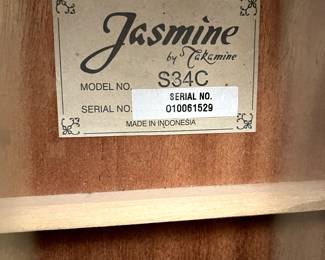 Jasmine
by Takamine
MODEL NO. S34C
SERIAL NO.
SERIAL NO. 010061529
MADE IN INDONESIA